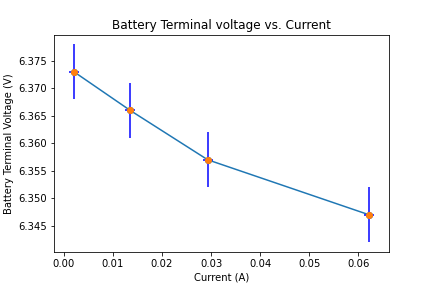 Battery Terminal voltage vs. Current
6.375
6.370
6.365
6.360
6.355
6.350
6.345
Battery Terminal Voltage (V)
0.00 0.01 0.02 0.03 0.04 0.05 0.06
Current (A)